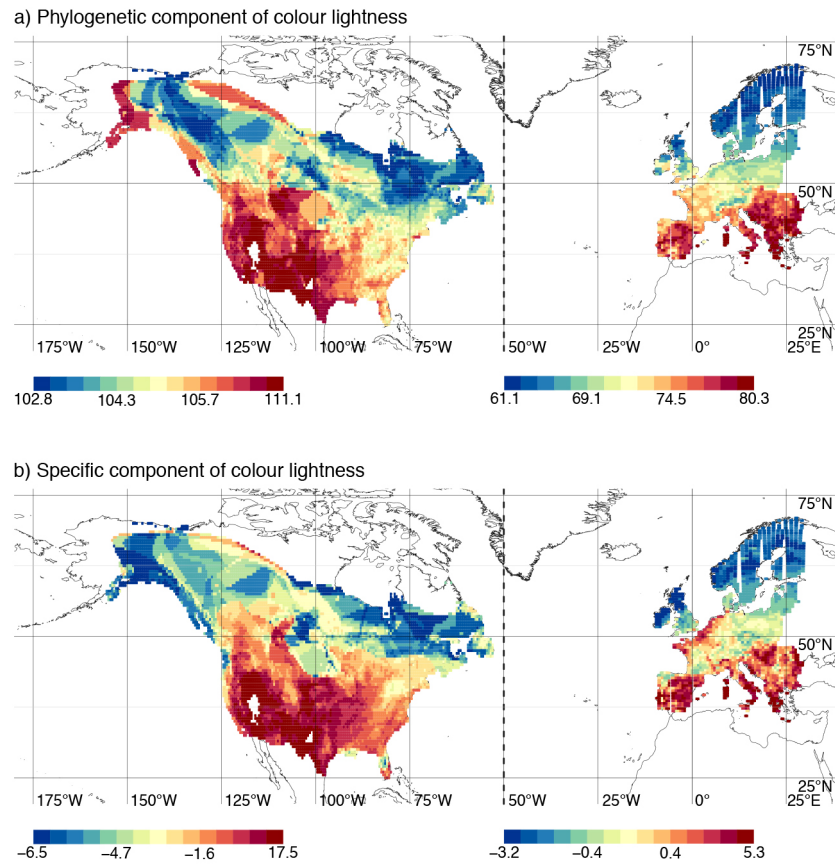 a) Phylogenetic component of colour lightness
75°N
50°N
25°N
175°W 150°W 125°W 100°W 75°W 50°W 25°W 0° 25°E
102.8 104.3 105.7 111.1 61.1 69.1 74.5 80.3
b) Specific component of colour lightness
75°N
50°N
25°N
175°W 150°W 125°W 100°W 75°W 50°W 25°W 0° 25°E
−6.5 −4.7 −1.6 17.5 −3.2 −0.4 0.4 5.3